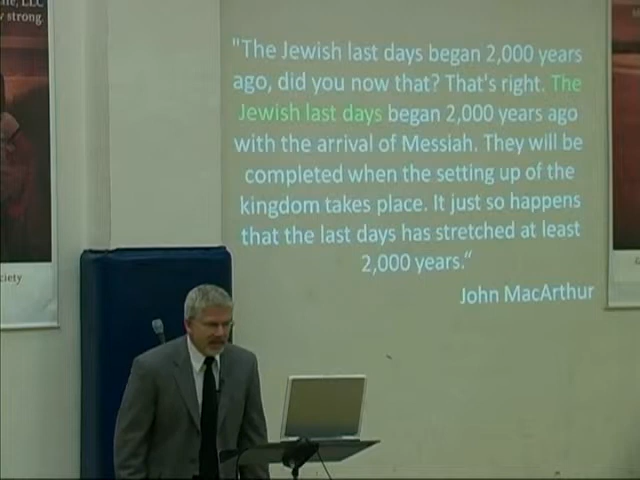 , LLC
strong
"The Jewish last days began 2,000 years
ago, did you now that? That's right. The
Jewish last days began 2,000 years ago
with the arrival of Messiah. They will be
completed when the setting up of the
kingdom takes place. It just so happens
that the last days has stretched at least
2,000 years."
John MacArthur
ciety